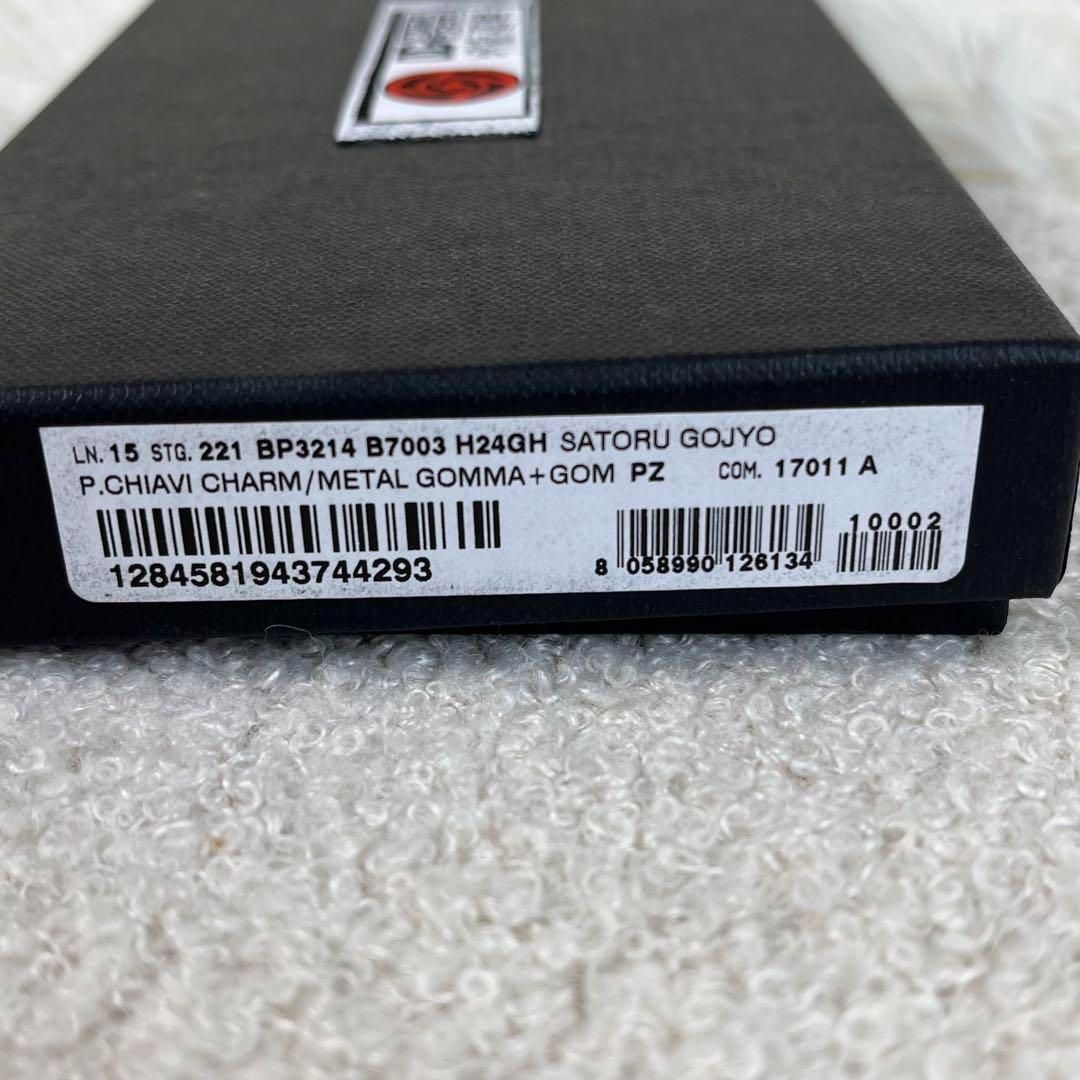 LN. 15 STG. 221 BP3214 B7003 H24GH SATORU GOJYO
P.CHIAVI CHARM/METAL GOMMA+GOM PZ COM. 17011 A
1284581943744293
8 058990 126134
10002